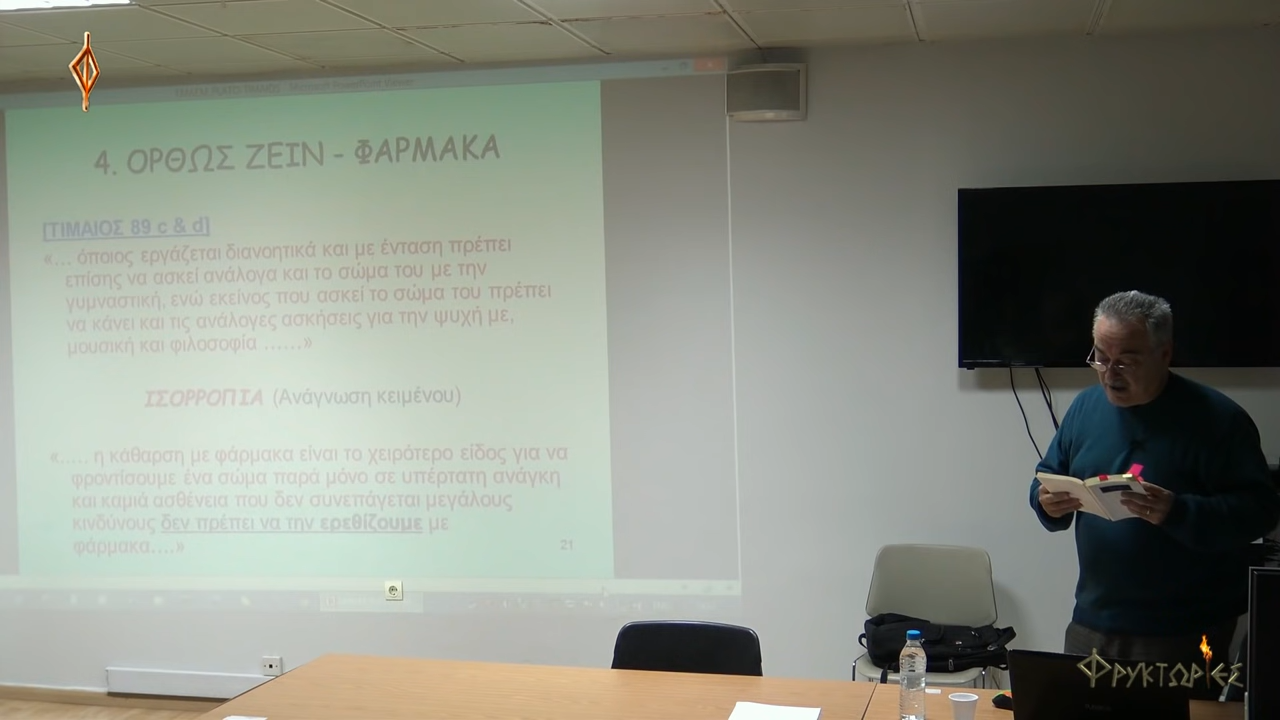 4. ΟΡΘΩΣ ΖΕΙΝ - ΦΑΡΜΑΚΑ
[ΤΙΜΑΙΟΣ 89 c & d]
«… όποιος εργάζεται διανοητικά και με ένταση πρέπει
επίσης να ασκεί ανάλογα και το σώμα του με την
γυμναστική, ενώ εκείνος που ασκεί το σώμα του πρέπει
να κάνει και τις ανάλογες ασκήσεις για την ψυχή με,
μουσική και φιλοσοφία ……»
ΙΣΟΡΡΟΠΙΑ (Ανάγνωση κειμένου)
«….. η κάθαρση με φάρμακα είναι το χειρότερο είδος για να
φροντίσουμε ένα σώμα παρά μόνο σε υπέρτατη ανάγκη
και καμιά ασθένεια που δεν συνεπάγεται μεγάλους
κινδύνους δεν πρέπει να την ερεθίζουμε με
φάρμακα….»
21
ΦΡΥΚΤΩΡΙΕΣ